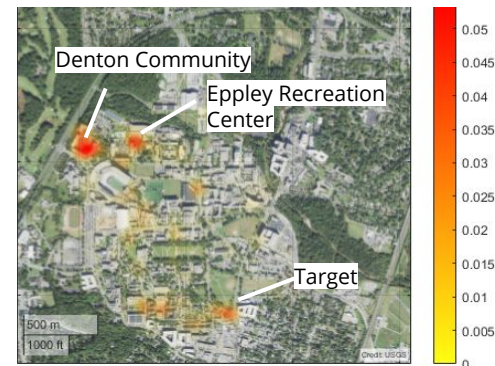 Denton Community
Eppley Recreation
Center
Target
500 m
1000 ft
Credit: USGS
0.05
0.045
0.04
0.035
0.03
0.025
0.02
0.015
0.01
0.005
0